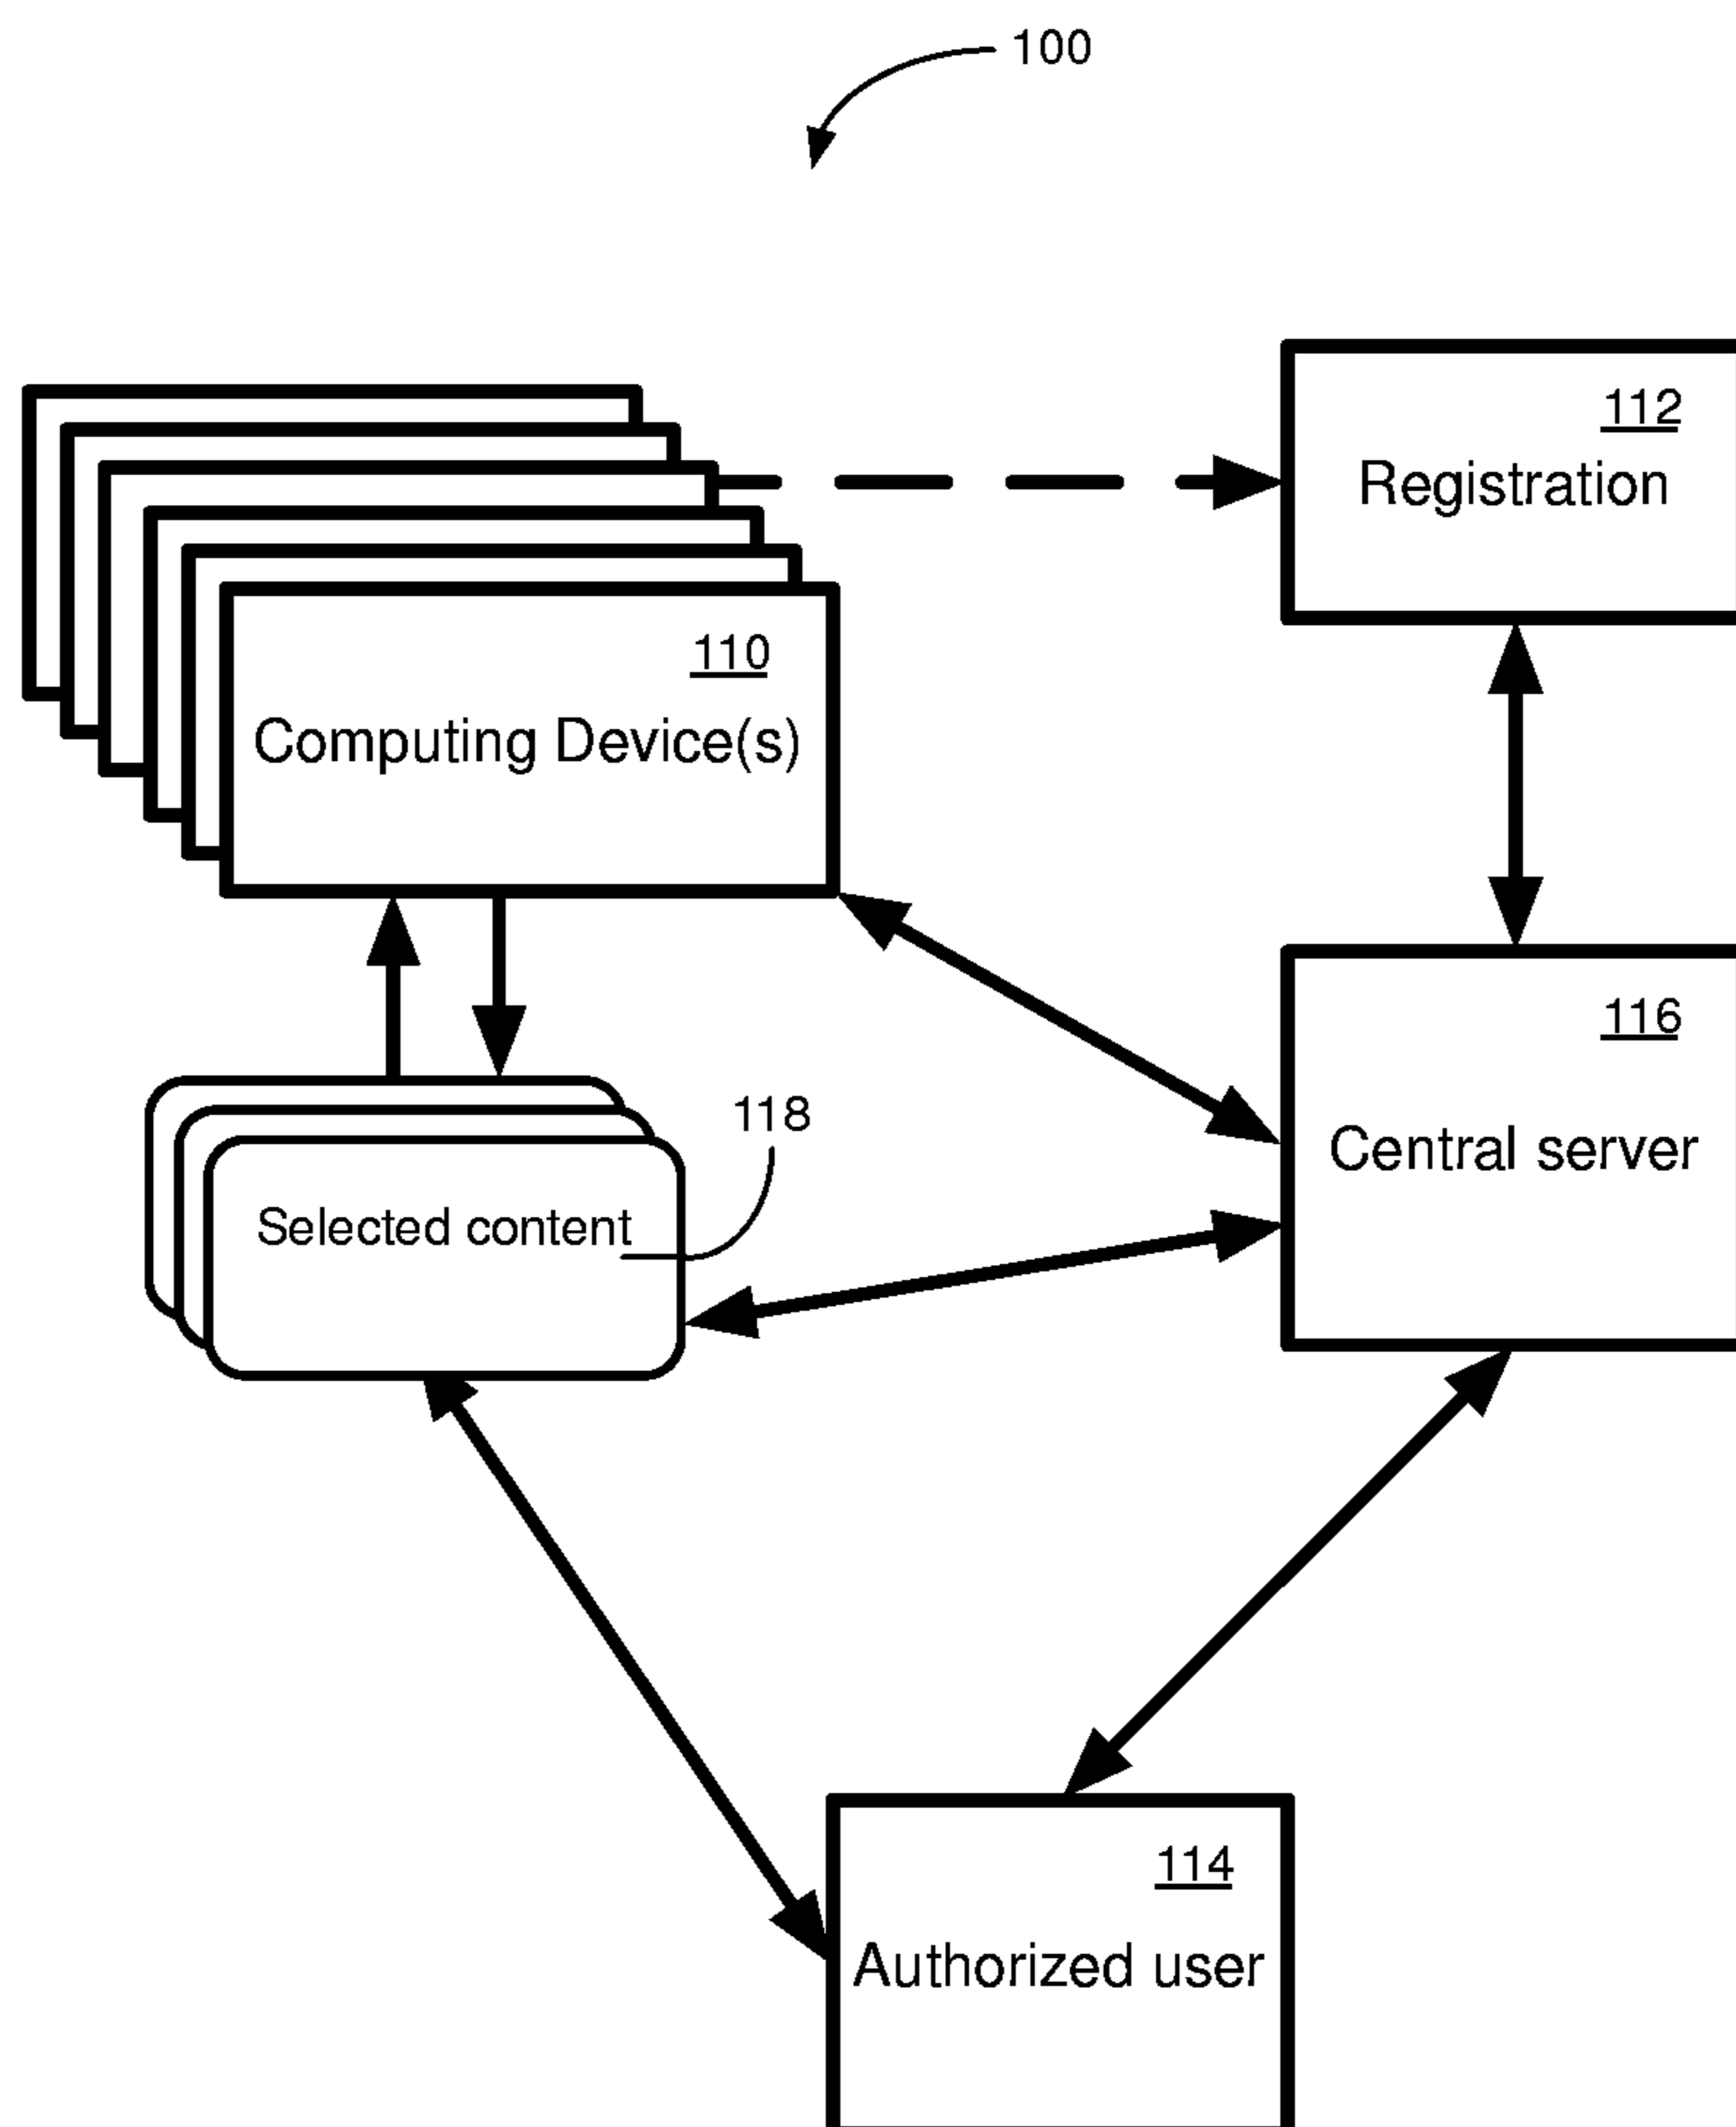 100
112
Registration
110
Computing Device(s)
116
Central server
118
Selected content
114
Authorized user